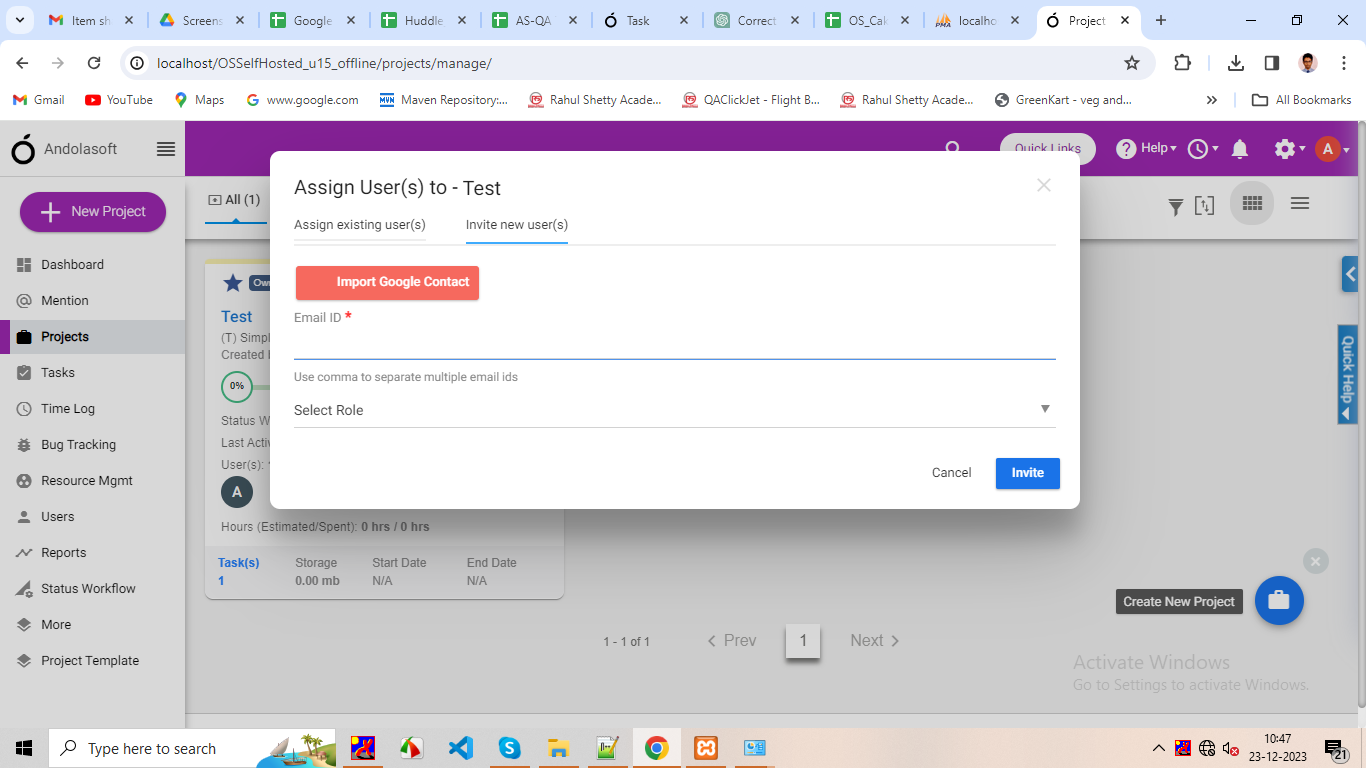 Item sh
Screens
Google
Huddle
AS-QA
Task
Correct
OS_Cak
localho
Project
localhost/OSSelfHosted_u15_offline/projects/manage/
Gmail
YouTube
Maps
www.google.com
Maven Repository:...
Rahul Shetty Acade...
QAClickJet - Flight B...
Rahul Shetty Acade...
GreenKart - veg and...
All Bookmarks
Andolasoft
Quick Links
Help
A
New Project
All (1)
Dashboard
Mention
Projects
Tasks
Time Log
Bug Tracking
Resource Mgmt
Users
Reports
Status Workflow
More
Project Template
Assign User(s) to - Test
Assign existing user(s)
Invite new user(s)
Import Google Contact
Email ID *
Use comma to separate multiple email ids
Select Role
Cancel
Invite
Ow
Test
(T) Simpl
Created
0%
Status W
Last Activ
User(s):
A
Hours (Estimated/Spent): 0 hrs / 0 hrs
Task(s)
Storage
Start Date
End Date
1
0.00 mb
N/A
N/A
Quick Help
Create New Project
1 - 1 of 1
Prev
1
Next
Activate Windows
Go to Settings to activate Windows.
Type here to search
10:47
23-12-2023
21